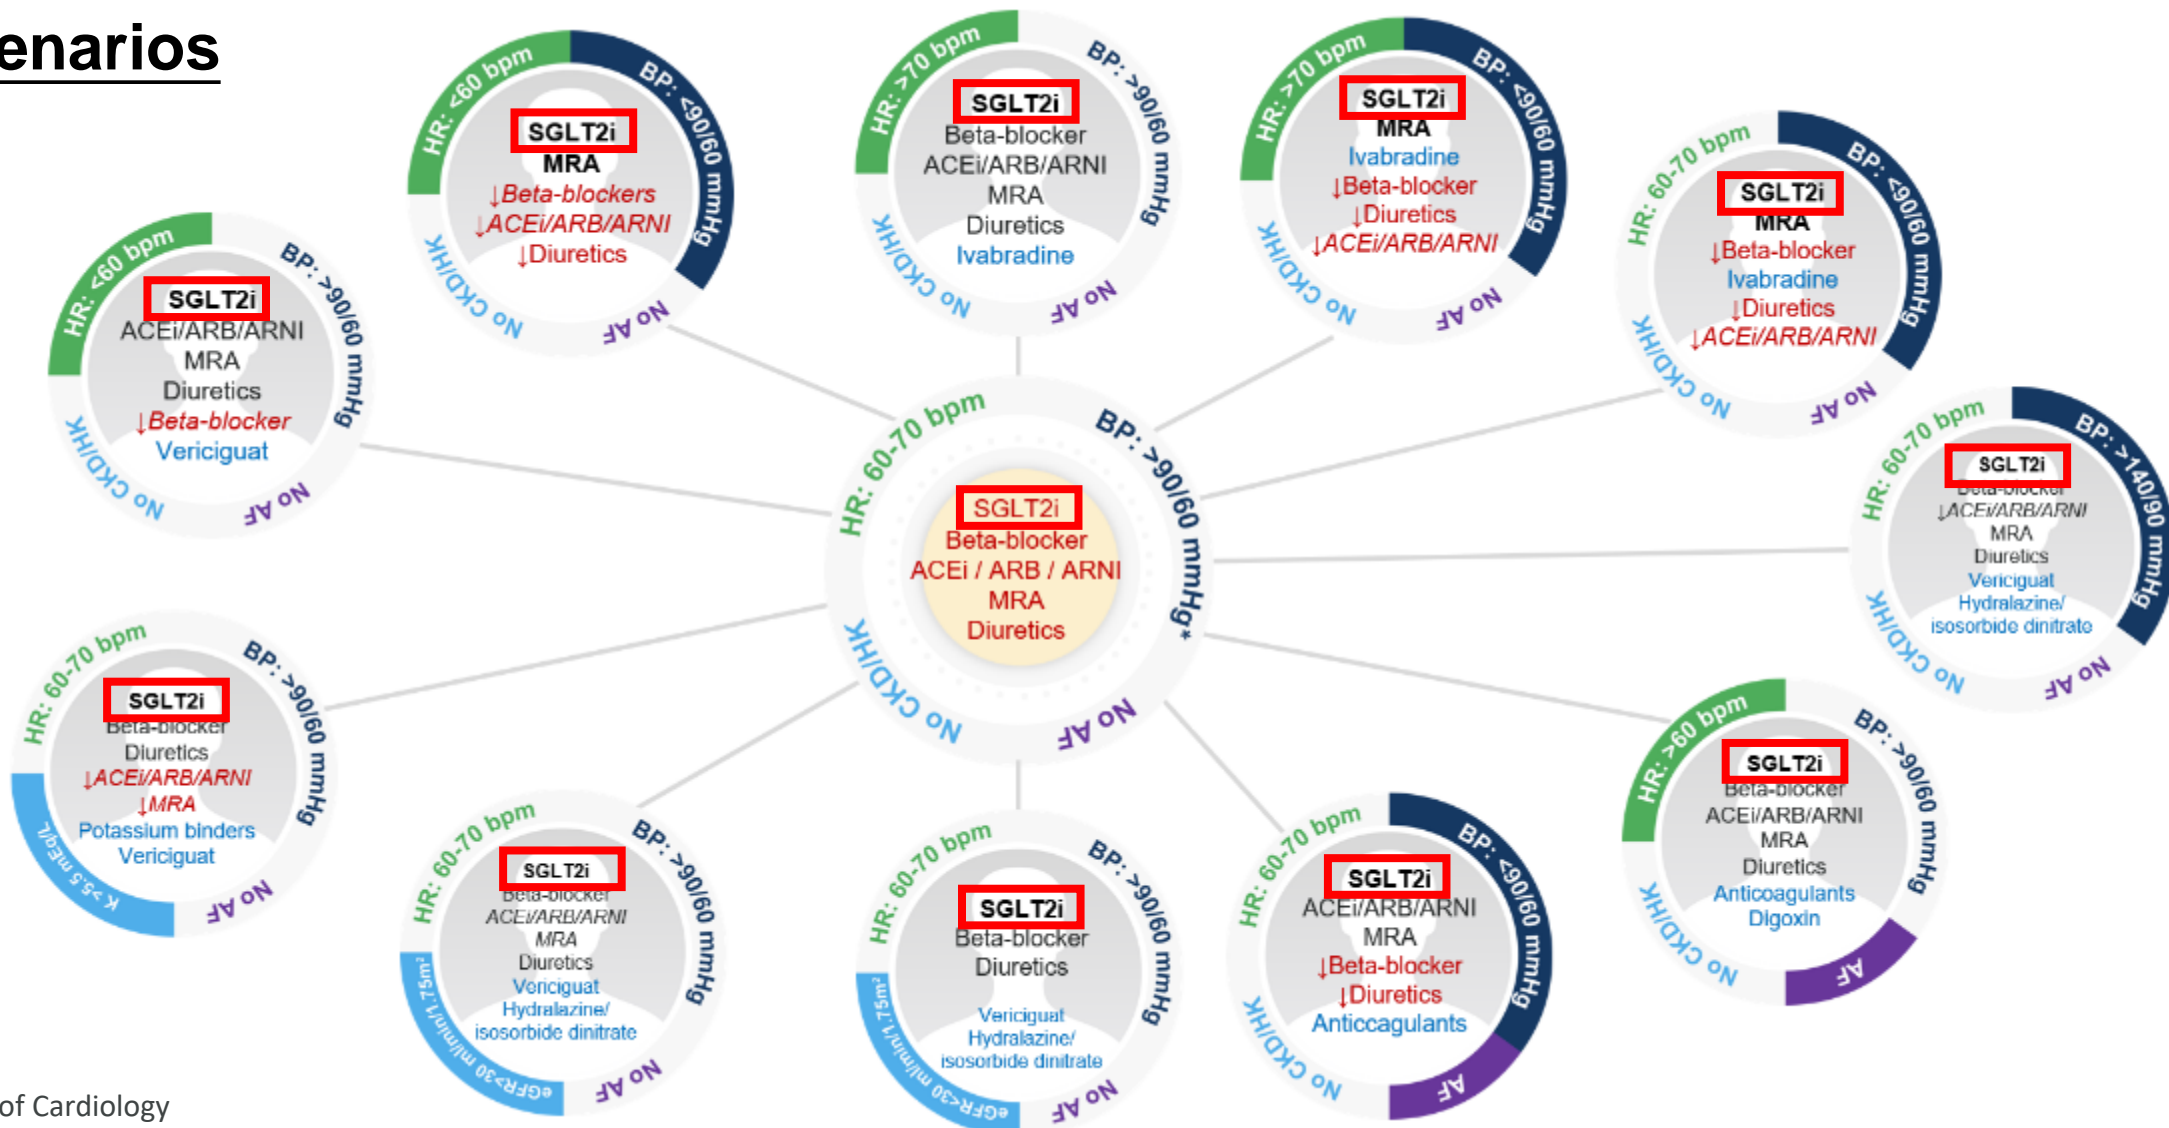 enarios
HR: <60 bpm
BP: <90/60 mmHg
SGLT2i
MRA
↓Beta-blockers
↓ACEi/ARB/ARNI
↓Diuretics
No CKD/HK
No AF
HR: >70 bpm
BP: >90/60 mmHg
SGLT2i
Beta-blocker
ACEi/ARB/ARNI
MRA
Diuretics
Ivabradine
No CKD/HK
No AF
HR: >70 bpm
BP: <90/60 mmHg
SGLT2i
MRA
Ivabradine
↓Beta-blocker
↓Diuretics
↓ACEi/ARB/ARNI
No CKD/HK
No AF
HR: 60-70 bpm
BP: <90/60 mmHg
SGLT2i
MRA
↓Beta-blocker
Ivabradine
↓Diuretics
↓ACEi/ARB/ARNI
No CKD/HK
No AF
HR: <60 bpm
BP: >90/60 mmHg
SGLT2i
ACEi/ARB/ARNI
MRA
Diuretics
↓Beta-blocker
Vericiguat
No CKD/HK
No AF
HR: 60-70 bpm
BP: >90/60 mmHg*
SGLT2i
Beta-blocker
ACEi / ARB / ARNI
MRA
Diuretics
No CKD/HK
No AF
HR: 60-70 bpm
BP: >140/90 mmHg
SGLT2i
Beta-blocker
↓ACEi/ARB/ARNI
MRA
Diuretics
Vericiguat
Hydralazine/
isosorbide dinitrate
No CKD/HK
No AF
HR: 60-70 bpm
BP: >90/60 mmHg
SGLT2i
Beta-blocker
Diuretics
↓ACEi/ARB/ARNI
↓MRA
Potassium binders
Vericiguat
K >5.5 mEq/L
No AF
HR: 60-70 bpm
BP: >90/60 mmHg
SGLT2i
Beta-blocker
ACEi/ARB/ARNI
MRA
Diuretics
Vericiguat
Hydralazine/
isosorbide dinitrate
eGFR>30 ml/min/1.75m²
No AF
HR: 60-70 bpm
BP: >90/60 mmHg
SGLT2i
Beta-blocker
Diuretics
Vericiguat
Hydralazine/
isosorbide dinitrate
eGFR<30 ml/min/1.75m²
No AF
HR: 60-70 bpm
BP: <90/60 mmHg
SGLT2i
ACEi/ARB/ARNI
MRA
↓Beta-blocker
↓Diuretics
Anticcagulants
No CKD/HK
AF
HR: >60 bpm
BP: >90/60 mmHg
SGLT2i
Beta-blocker
ACEi/ARB/ARNI
MRA
Diuretics
Anticoagulants
Digoxin
No CKD/HK
AF
of Cardiology